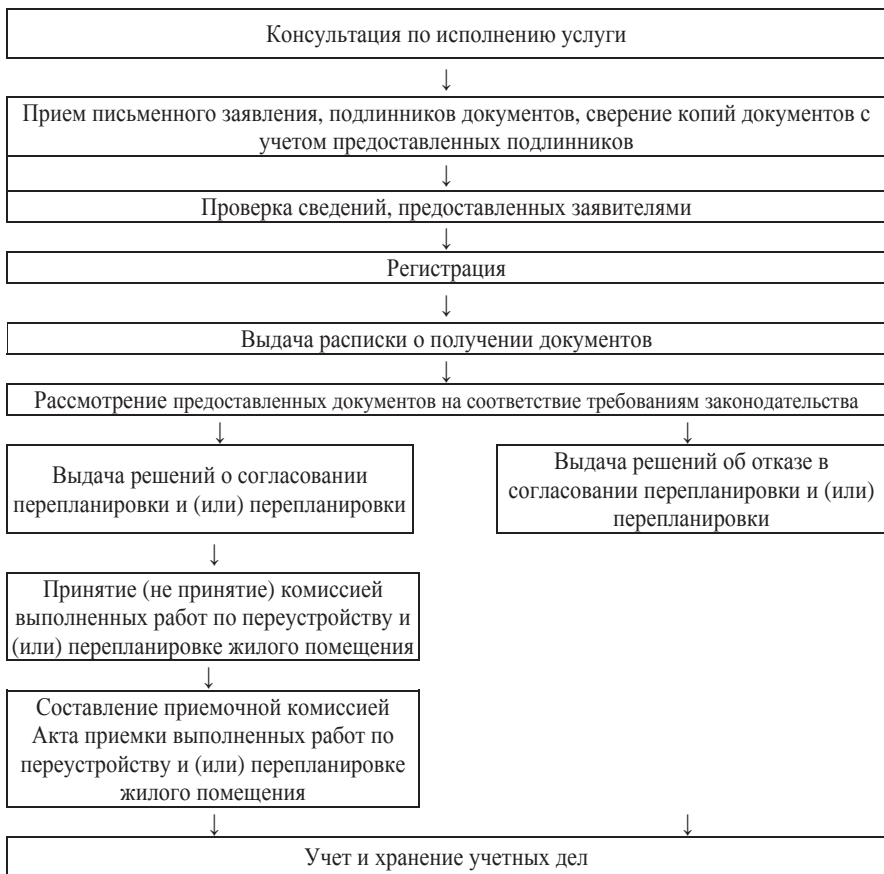 Консультация по исполнению услуги
↓
Прием письменного заявления, подлинников документов, сверение копий документов с
учетом предоставленных подлинников
↓
Проверка сведений, предоставленных заявителями
↓
Регистрация
↓
Выдача расписки о получении документов
↓
Рассмотрение предоставленных документов на соответствие требованиям законодательства
↓ ↓
Выдача решений о согласовании
перепланировки и (или) перепланировки
Выдача решений об отказе в
согласовании перепланировки и (или)
перепланировки
↓
Принятие (не принятие) комиссией
выполненных работ по переустройству и
(или) перепланировке жилого помещения
↓
Составление приемочной комиссией
Акта приемки выполненных работ по
переустройству и (или) перепланировке
жилого помещения
↓ ↓
Учет и хранение учетных дел